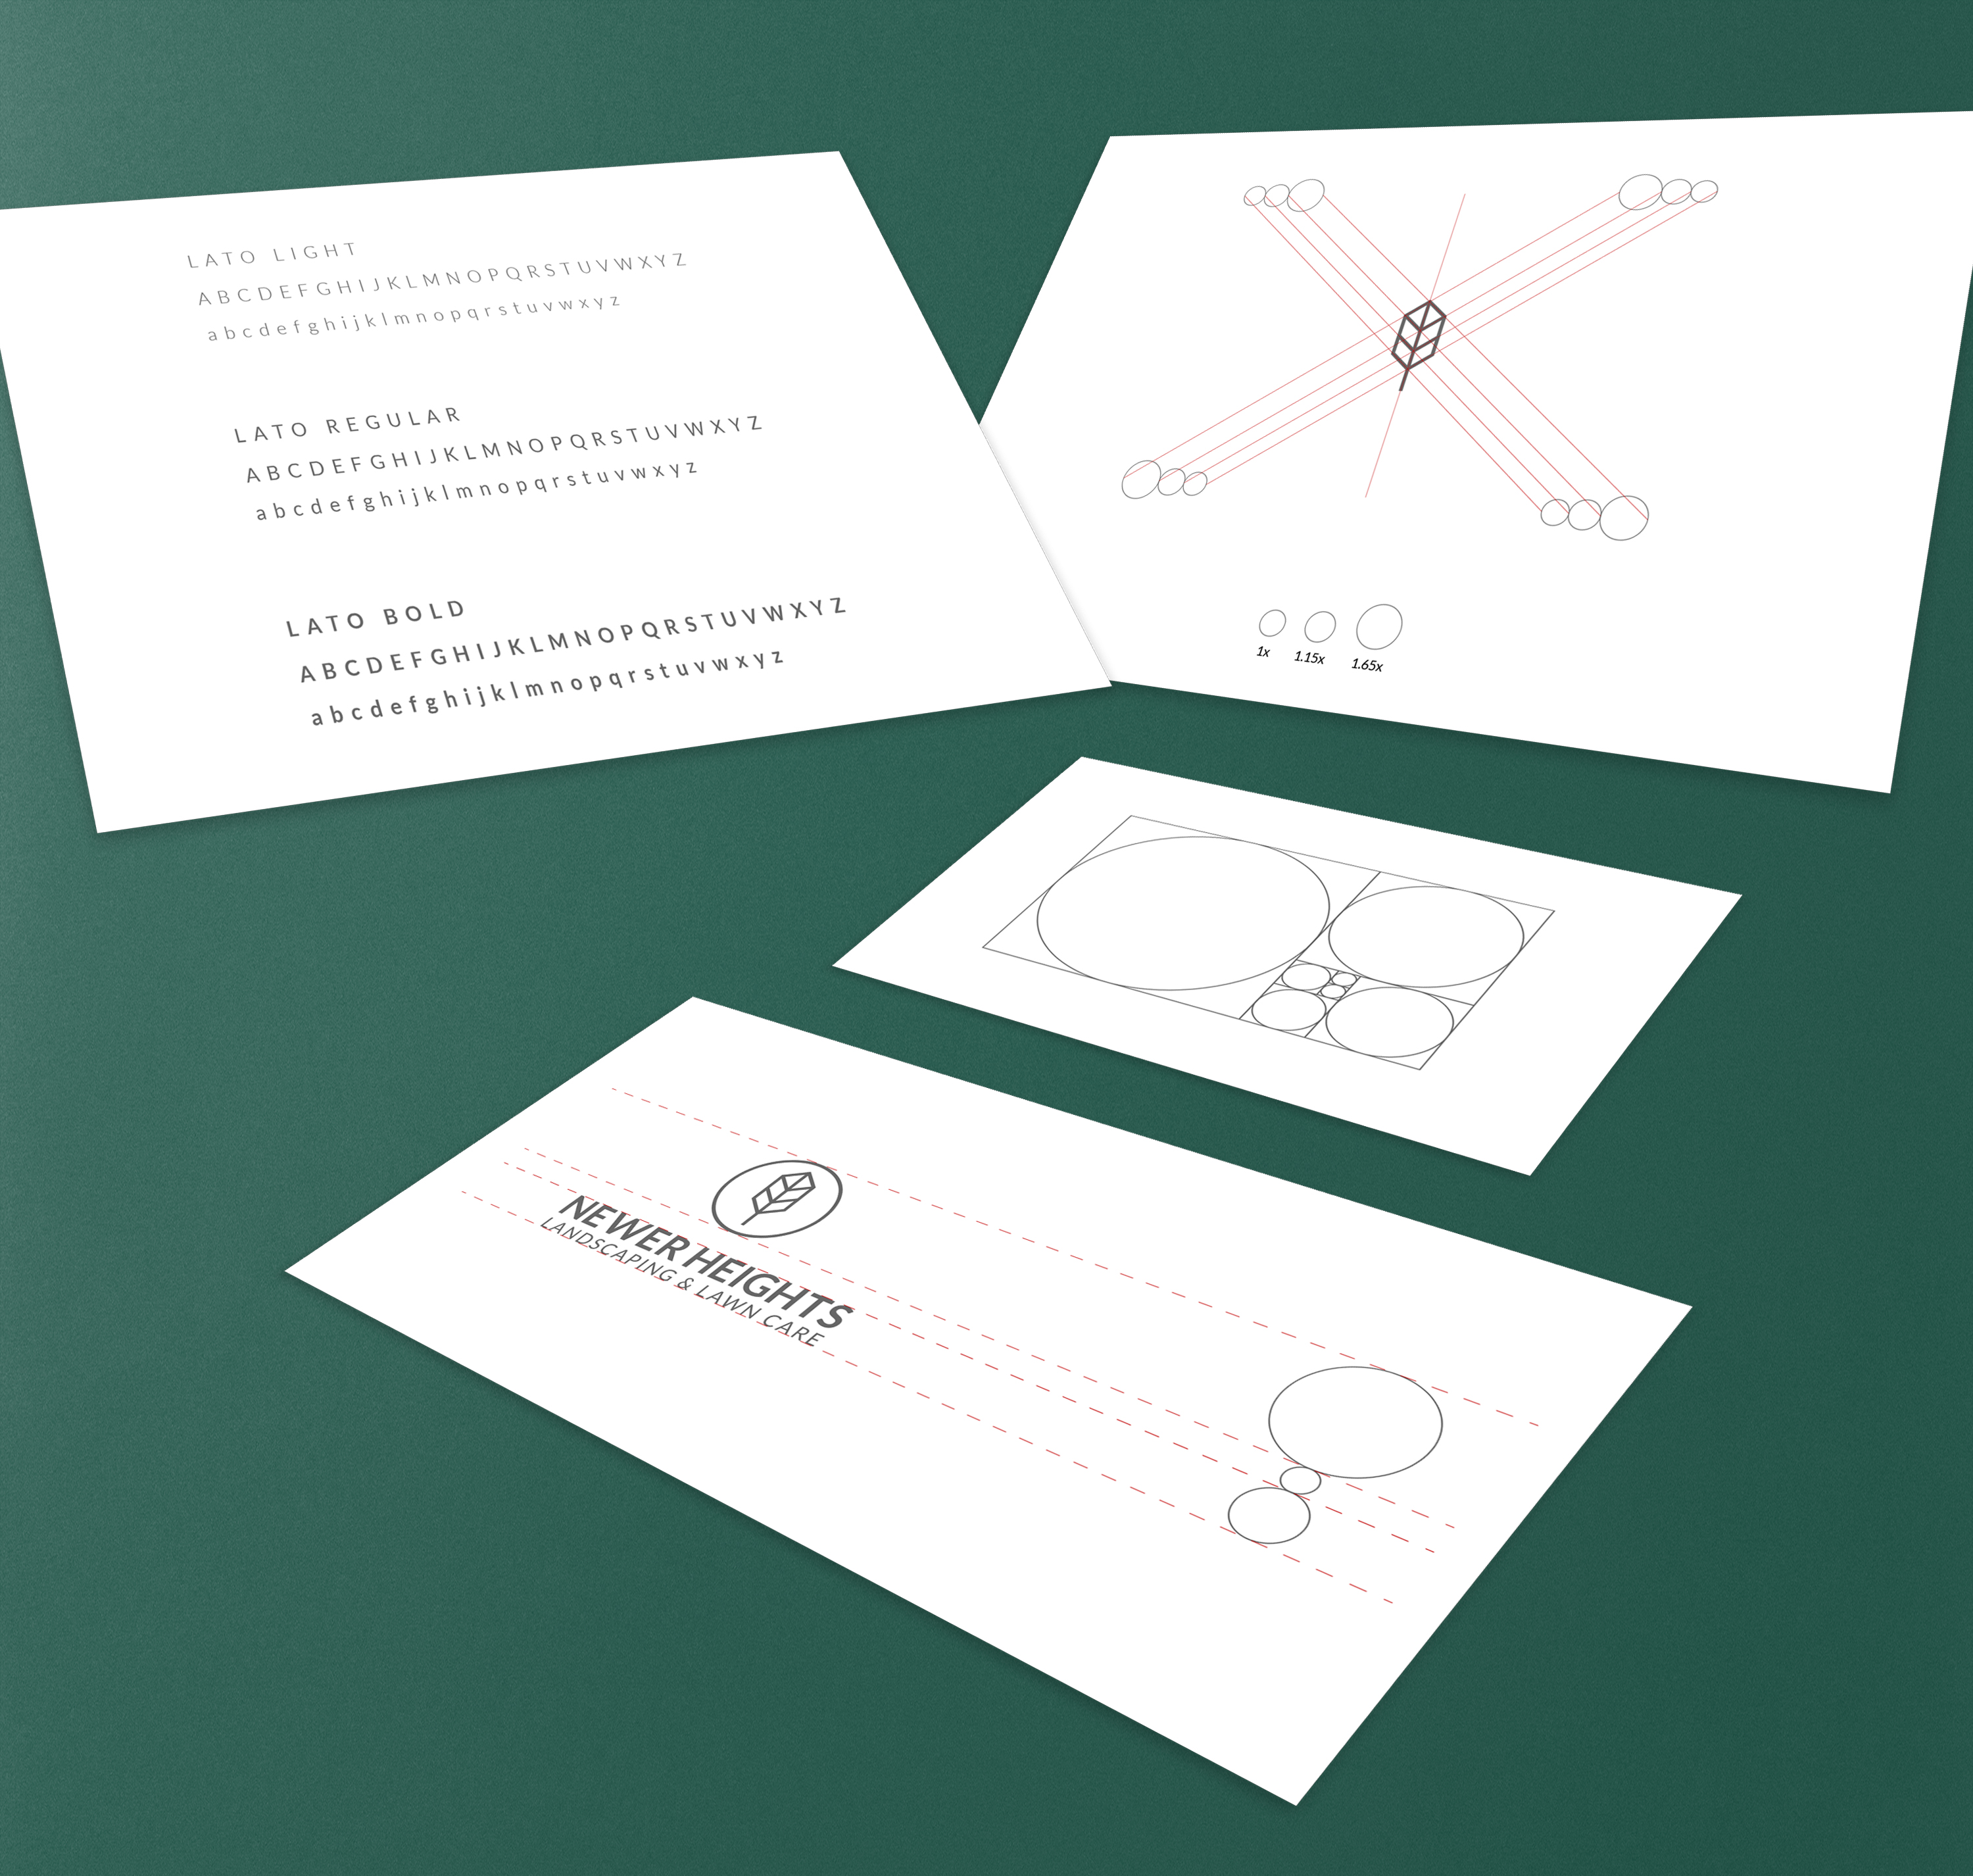 LATO LIGHT
ABCDEFGHIJKLMNOPQRSTUVWXYZ
abcdefghijklmnopqrstuvwxyz
LATO REGULAR
ABCDEFGHIJKLMNOPQRSTUVWXYZ
abcdefghijklmnopqrstuvwxyz
LATO BOLD
ABCDEFGHIJKLMNOPQRSTUVWXYZ
abcdefghijklmnopqrstuvwxyz
1x 1.15x 1.65x
NEWER HEIGHTS
LANDSCAPING & LAWN CARE